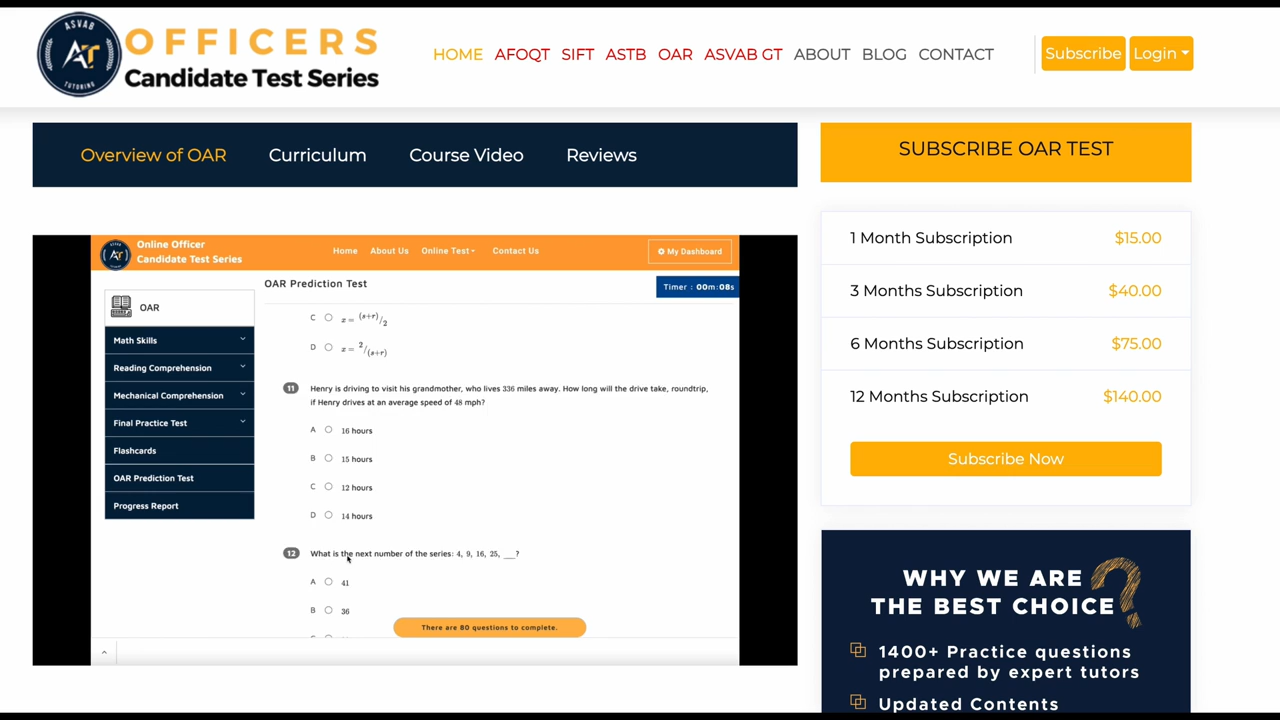 ASVAB
AT
TUTORING
OFFICERS
Candidate Test Series
HOME AFOQT SIFT ASTB OAR ASVAB GT ABOUT BLOG CONTACT
Subscribe
Login
Overview of OAR Curriculum Course Video Reviews
SUBSCRIBE OAR TEST
1 Month Subscription $15.00
3 Months Subscription $40.00
6 Months Subscription $75.00
12 Months Subscription $140.00
Subscribe Now
WHY WE ARE
THE BEST CHOICE ?
1400+ Practice questions
prepared by expert tutors
Updated Contents
AT
Online Officer
Candidate Test Series
Home About Us Online Test Contact Us
My Dashboard
OAR Prediction Test
Timer : 00m:08s
OAR
Math Skills
Reading Comprehension
Mechanical Comprehension
Final Practice Test
Flashcards
OAR Prediction Test
Progress Report
C x = (s+r)/2
D x = 2/(s+r)
11 Henry is driving to visit his grandmother, who lives 336 miles away. How long will the drive take, roundtrip,
if Henry drives at an average speed of 48 mph?
A 16 hours
B 15 hours
C 12 hours
D 14 hours
12 What is the next number of the series: 4, 9, 16, 25, __?
A 41
B 36
There are 80 questions to complete.